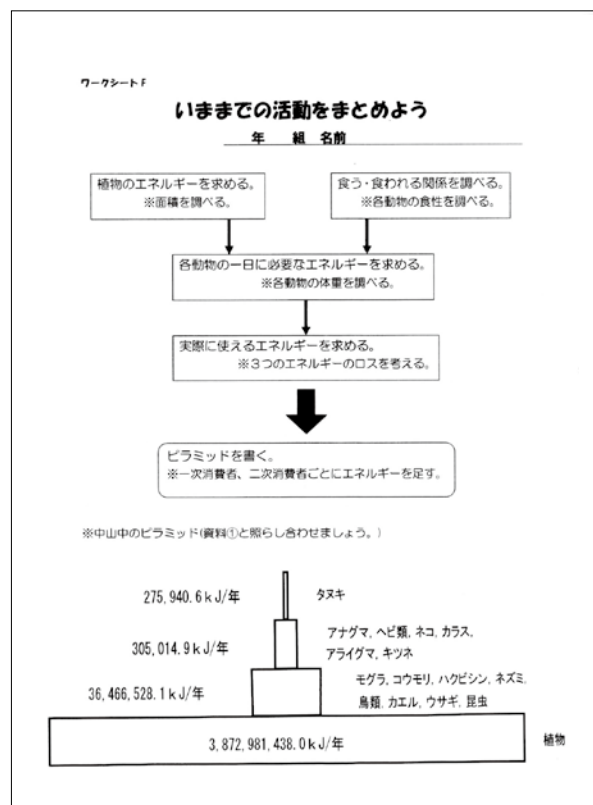 ワークシートF
いままでの活動をまとめよう
年 組 名前
植物のエネルギーを求める。
※面積を調べる。
食う・食われる関係を調べる。
※各動物の食性を調べる。
各動物の一日に必要なエネルギーを求める。
※各動物の体重を調べる。
実際に使えるエネルギーを求める。
※3つのエネルギーのロスを考える。
ピラミッドを書く。
※一次消費者、二次消費者ごとにエネルギーを足す。
※中山中のピラミッド(資料①と照らし合わせましょう。)
275,940.6kJ/年 タヌキ
305,014.9kJ/年 アナグマ, ヘビ類, ネコ, カラス,
アライグマ, キツネ
36,466,528.1kJ/年 モグラ, コウモリ, ハクビシン, ネズミ,
鳥類, カエル, ウサギ, 昆虫
3,872,981,438.0kJ/年 植物